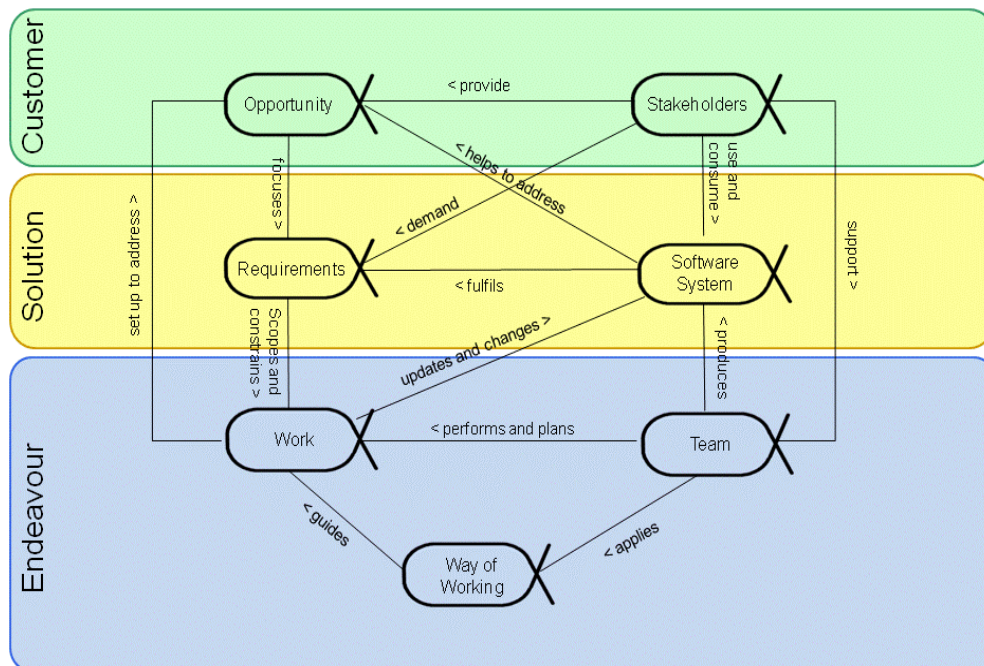 Customer
Opportunity
< provide
Stakeholders
< helps to address
use and
consume >
focuses >
< demand
set up to address >
support >
Solution
Requirements
< fulfils
Software
System
Scopes and
constrains >
updates and changes >
< produces
Endeavour
Work
< performs and plans
Team
< guides
< applies
Way of
Working